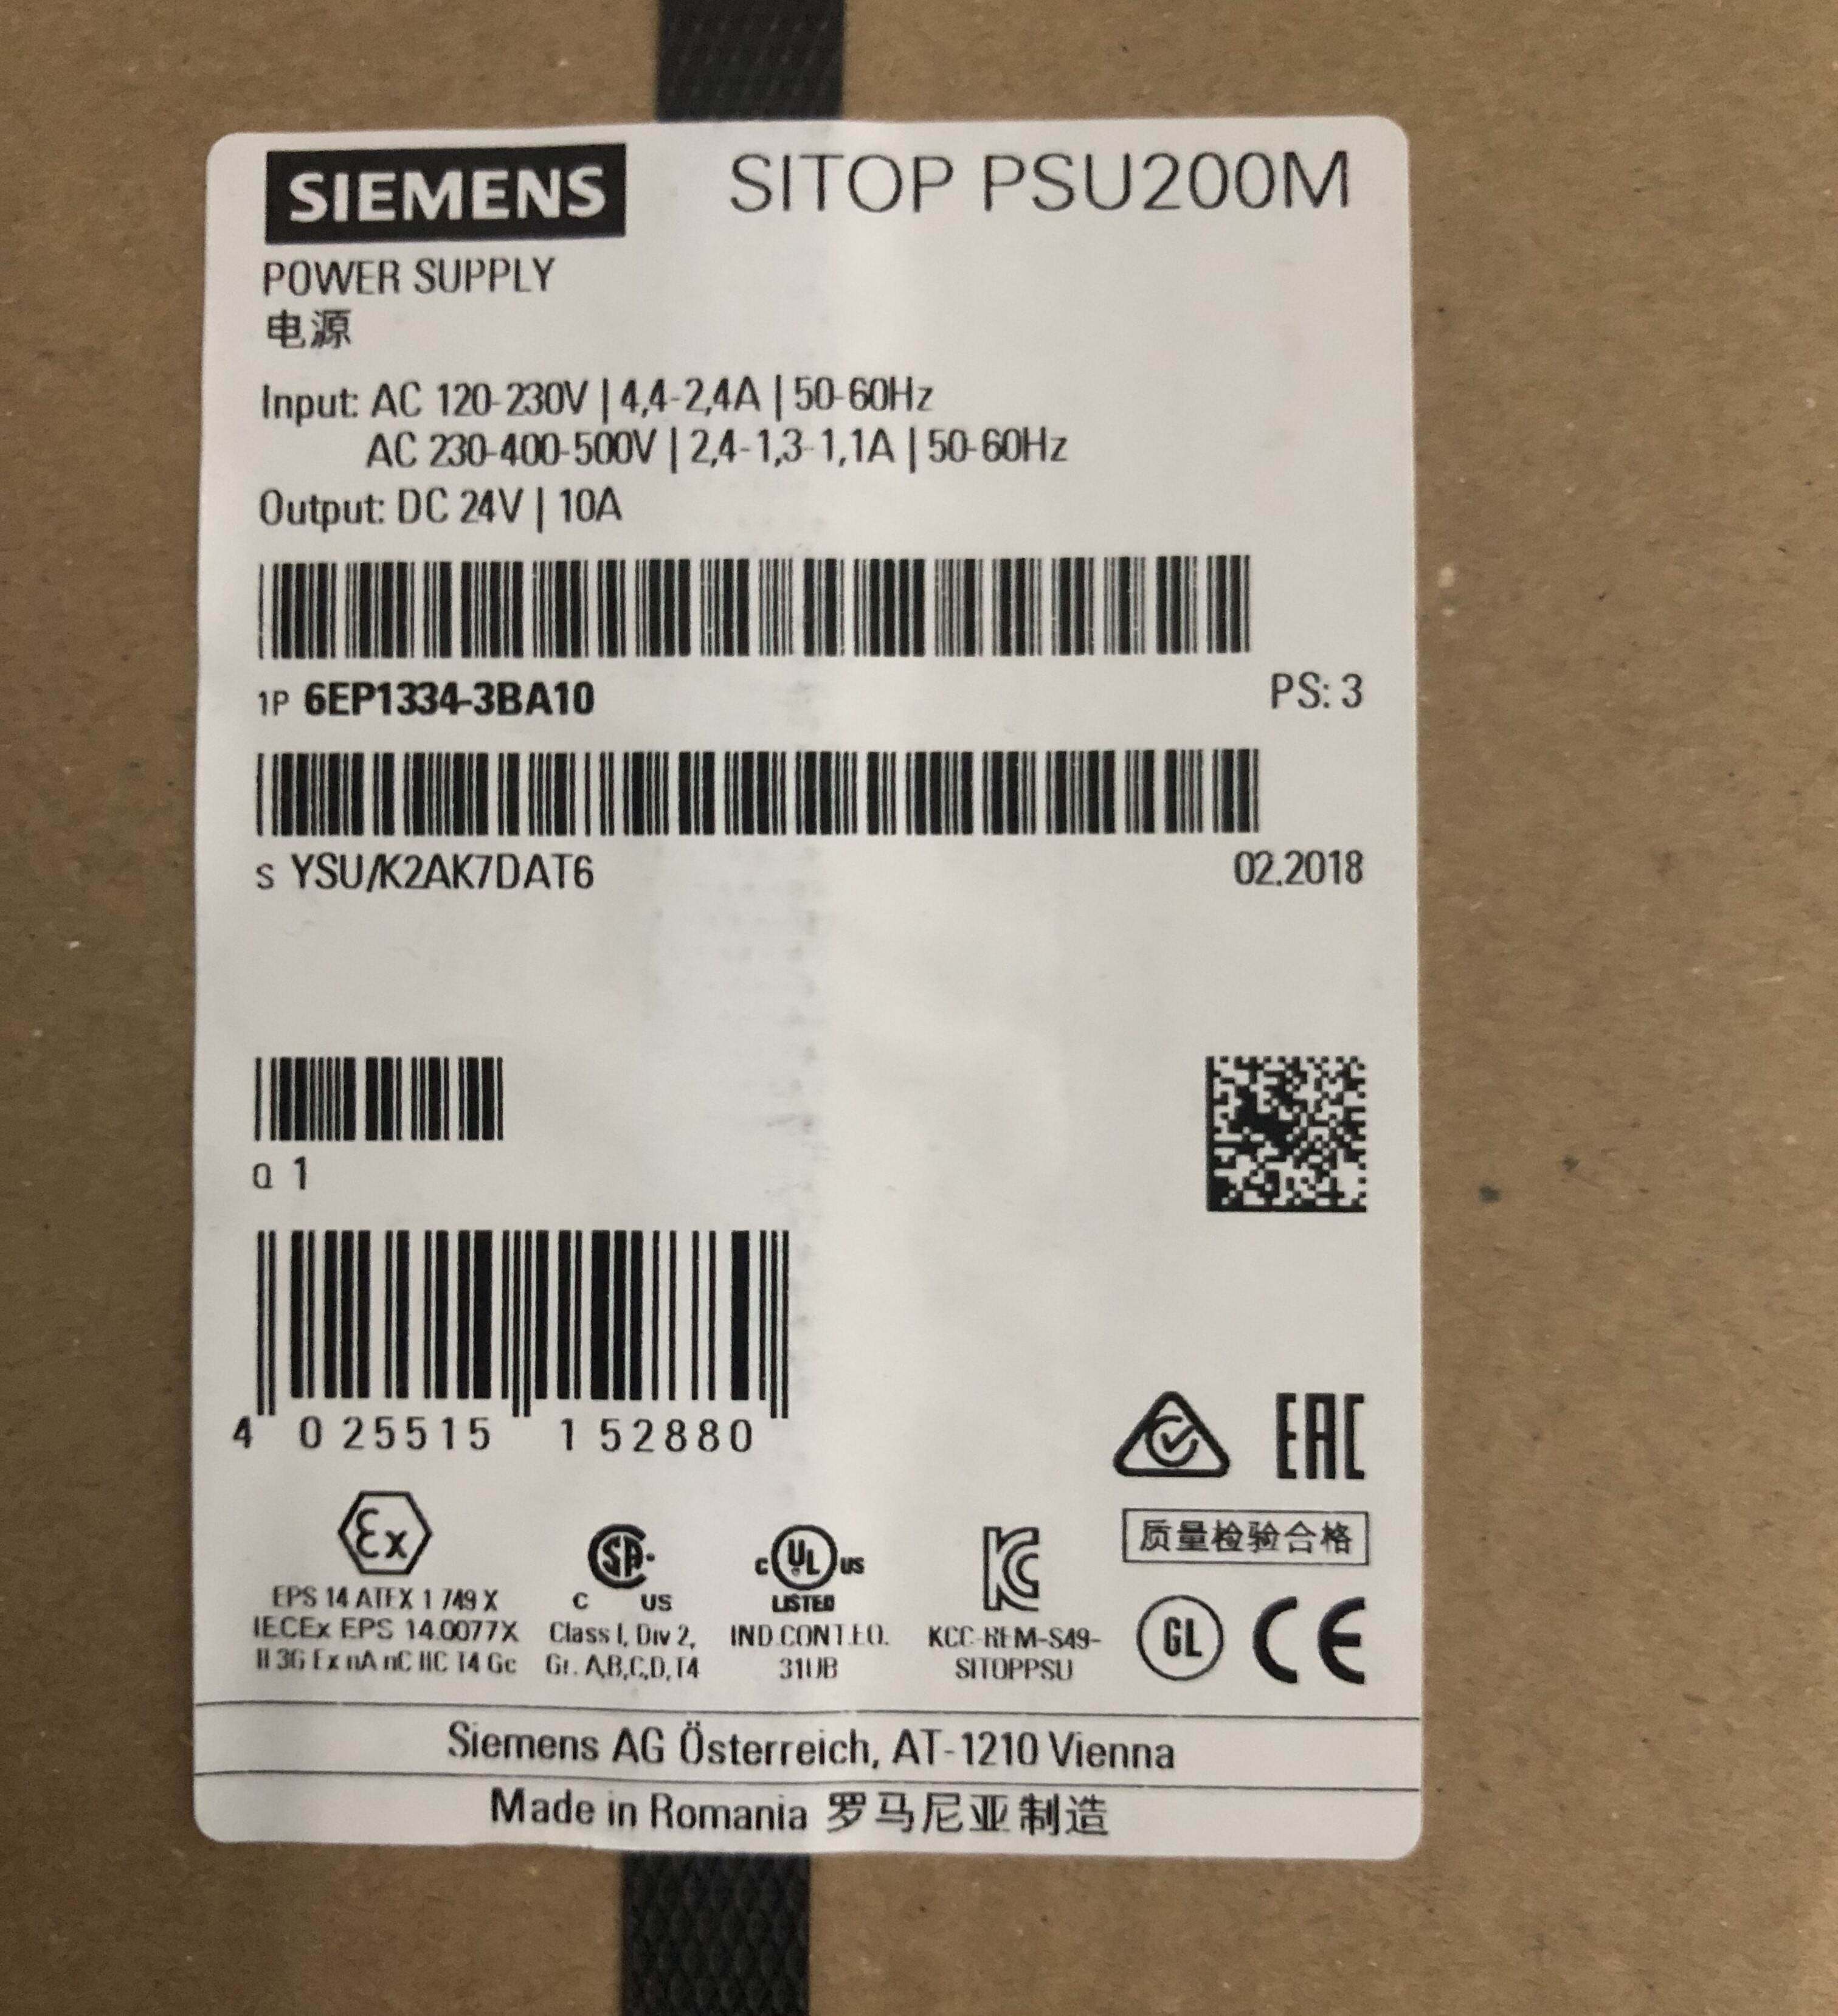 SIEMENS SITOP PSU200M
POWER SUPPLY
电源
Input: AC 120-230V | 4,4-2,4A | 50-60Hz
AC 230-400-500V | 2,4-1,3-1,1A | 50-60Hz
Output: DC 24V | 10A
1P 6EP1334-3BA10 PS: 3
S YSU/K2AK7DAT6 02.2018
Q 1
4 025515 152880
EAC
质量检验合格
Ex
EPS 14 ATEX 1 749 X
IECEx EPS 14.0077X
II 3G Ex nA nC IIC T4 Gc
SA
C US
Class I, Div 2,
Gr. A,B,C,D, T4
C UL US
LISTED
IND.CONT.EQ.
31UB
KC
KCC-REM-S49-
SITOPPSU
GL CE
Siemens AG Österreich, AT-1210 Vienna
Made in Romania 罗马尼亚制造